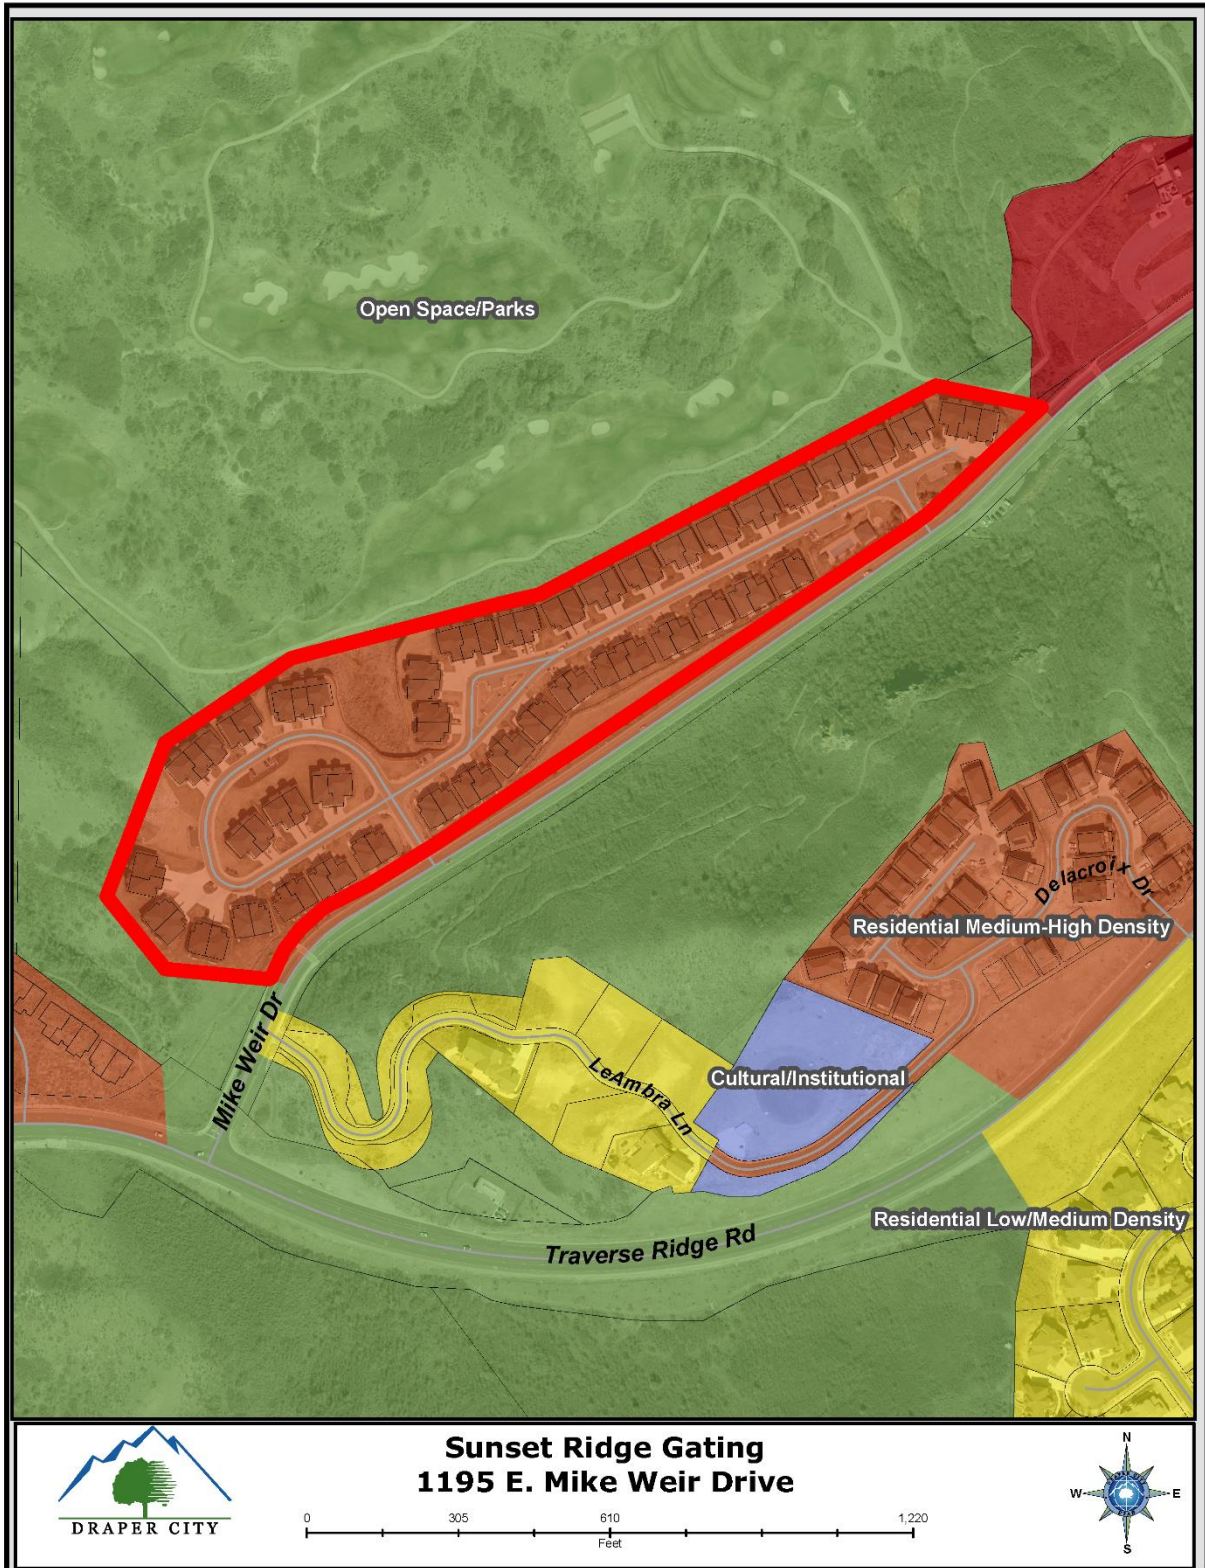 Open Space/Parks
Delacroix Dr
Residential Medium-High Density
Mike Weir Dr
LeAmbra Ln
Cultural/Institutional
Residential Low/Medium Density
Traverse Ridge Rd
DRAPER CITY
Sunset Ridge Gating
1195 E. Mike Weir Drive
0 305 610 1,220
Feet
N
W E
S